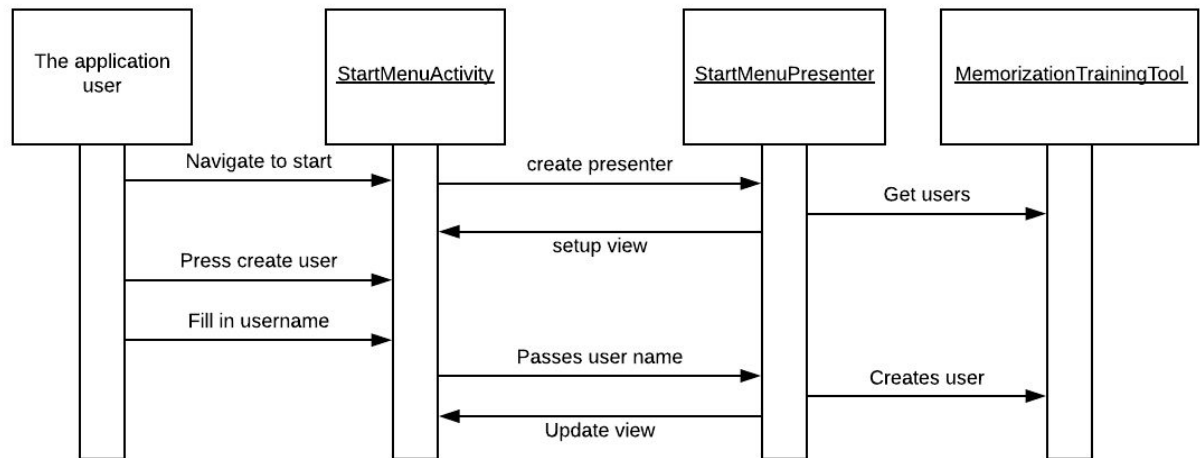 The application
user
StartMenuActivity
StartMenuPresenter
MemorizationTrainingTool
Navigate to start
create presenter
Get users
setup view
Press create user
Fill in username
Passes user name
Creates user
Update view